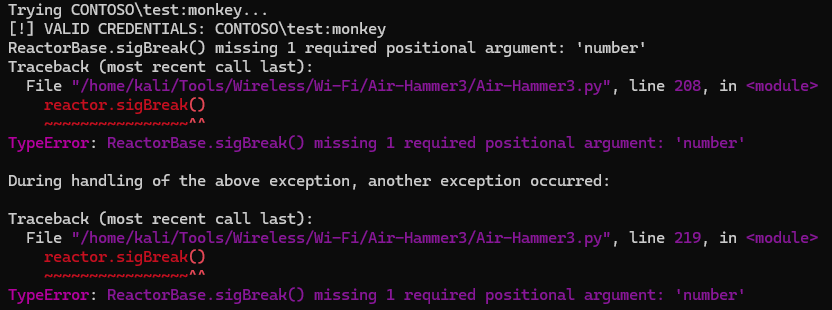 Trying CONTOSO\test:monkey...
[!] VALID CREDENTIALS: CONTOSO\test:monkey
ReactorBase.sigBreak() missing 1 required positional argument: 'number'
Traceback (most recent call last):
  File "/home/kali/Tools/Wireless/Wi-Fi/Air-Hammer3/Air-Hammer3.py", line 208, in <module>
    reactor.sigBreak()
    ~~~~~~~~~~~~~~~~^^
TypeError: ReactorBase.sigBreak() missing 1 required positional argument: 'number'
During handling of the above exception, another exception occurred:
Traceback (most recent call last):
  File "/home/kali/Tools/Wireless/Wi-Fi/Air-Hammer3/Air-Hammer3.py", line 219, in <module>
    reactor.sigBreak()
    ~~~~~~~~~~~~~~~~^^
TypeError: ReactorBase.sigBreak() missing 1 required positional argument: 'number'